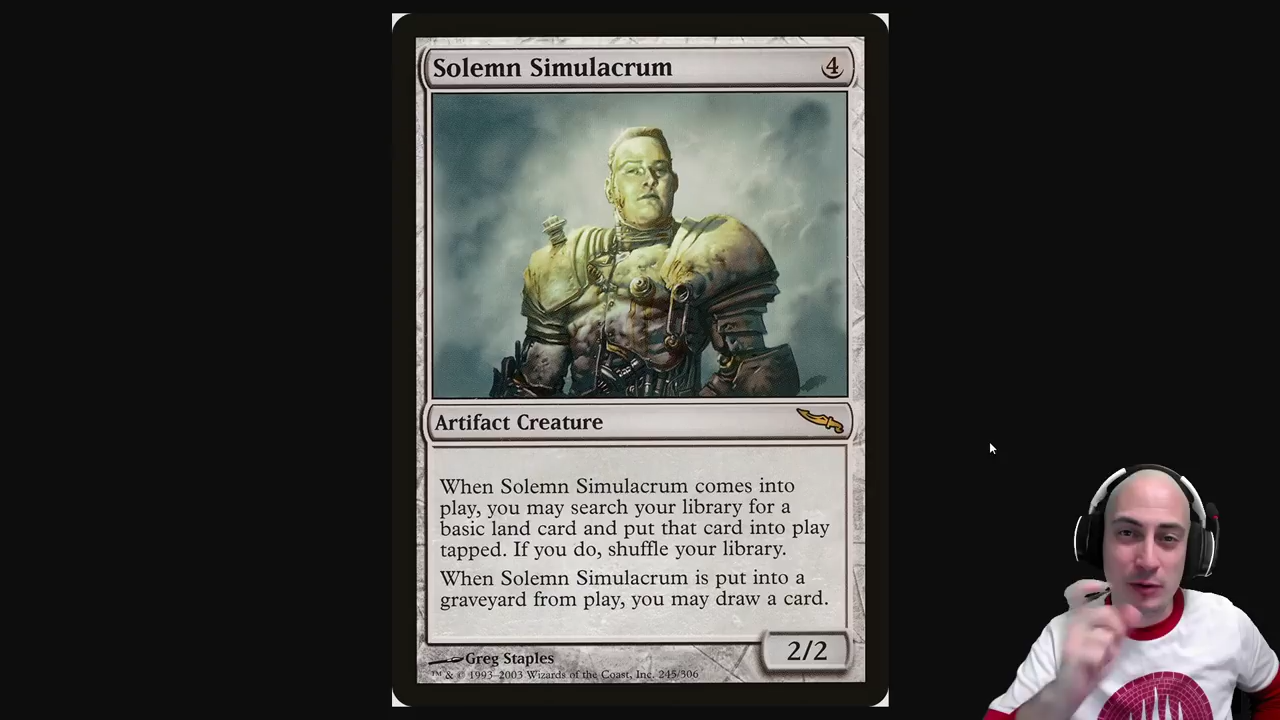 Solemn Simulacrum 4
Artifact Creature
When Solemn Simulacrum comes into
play, you may search your library for a
basic land card and put that card into play
tapped. If you do, shuffle your library.
When Solemn Simulacrum is put into a
graveyard from play, you may draw a card.
2/2
Greg Staples
™ & © 1993–2003 Wizards of the Coast, Inc. 245/306